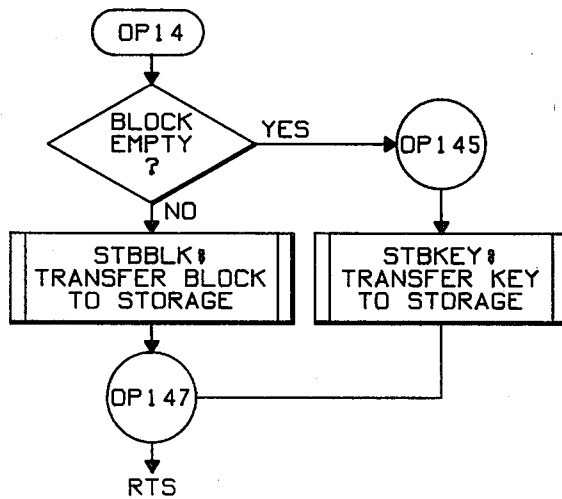 OP14
BLOCK
EMPTY
?
YES
OP145
NO
STBBLK:
TRANSFER BLOCK
TO STORAGE
STBKEY:
TRANSFER KEY
TO STORAGE
OP147
RTS